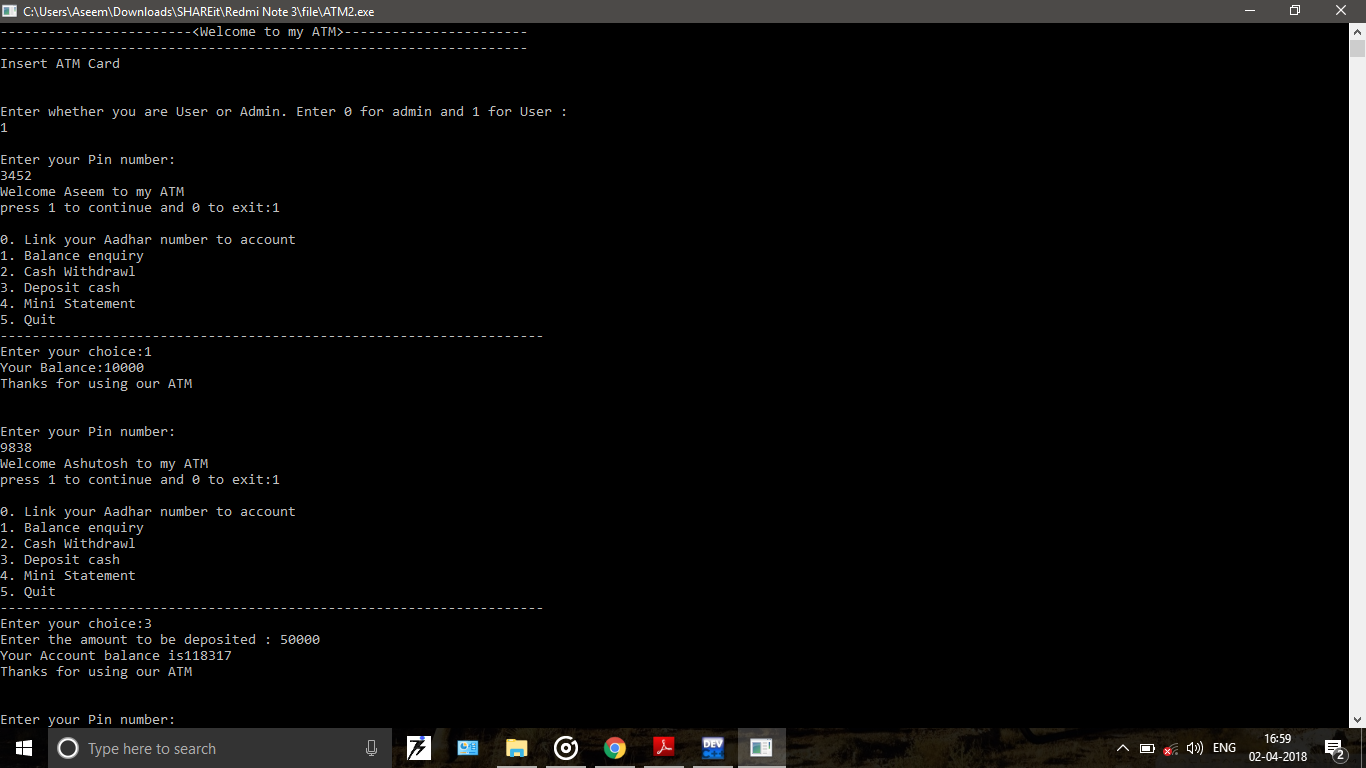 C:\Users\Aseem\Downloads\SHAREit\Redmi Note 3\file\ATM2.exe
------------------------<Welcome to my ATM>-----------------------
------------------------------------------------------------------
Insert ATM Card
Enter whether you are User or Admin. Enter 0 for admin and 1 for User :
1
Enter your Pin number:
3452
Welcome Aseem to my ATM
press 1 to continue and 0 to exit:1
0. Link your Aadhar number to account
1. Balance enquiry
2. Cash Withdrawl
3. Deposit cash
4. Mini Statement
5. Quit
--------------------------------------------------------------------
Enter your choice:1
Your Balance:10000
Thanks for using our ATM
Enter your Pin number:
9838
Welcome Ashutosh to my ATM
press 1 to continue and 0 to exit:1
0. Link your Aadhar number to account
1. Balance enquiry
2. Cash Withdrawl
3. Deposit cash
4. Mini Statement
5. Quit
--------------------------------------------------------------------
Enter your choice:3
Enter the amount to be deposited : 50000
Your Account balance is118317
Thanks for using our ATM
Enter your Pin number:
Type here to search
DEV
ENG
16:59
02-04-2018
2